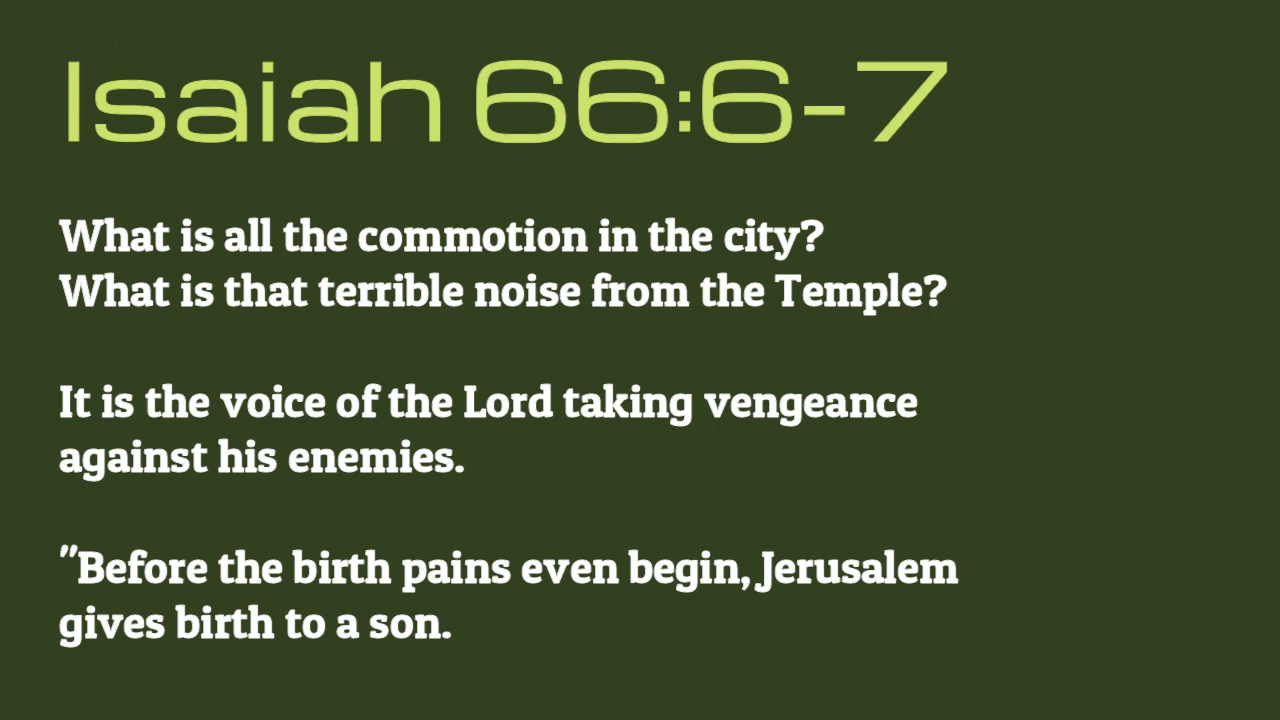 Isaiah 66:6-7
What is all the commotion in the city?
What is that terrible noise from the Temple?
It is the voice of the Lord taking vengeance
against his enemies.
"Before the birth pains even begin, Jerusalem
gives birth to a son.